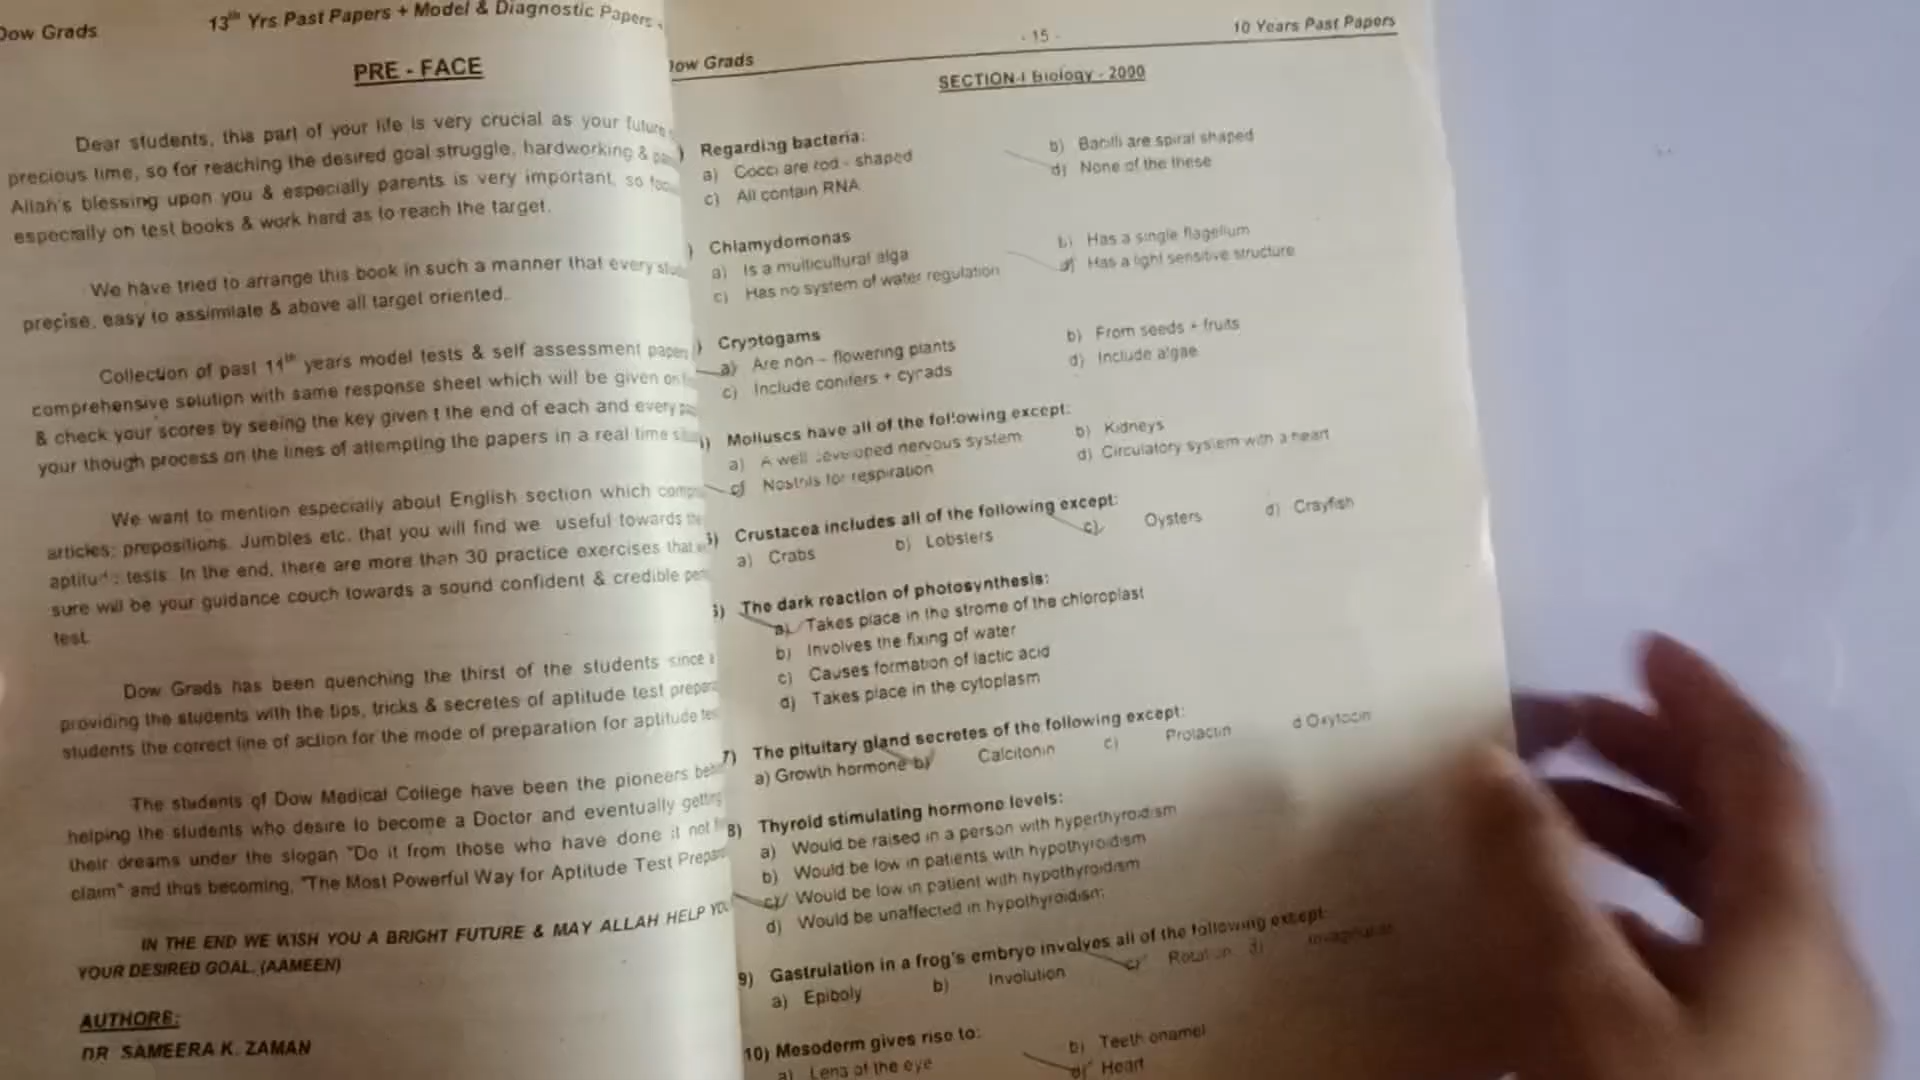 Dow Grads 13th Yrs Past Papers + Model & Diagnostic Papers
PRE - FACE
Dear students, this part of your life is very crucial as your future
precious time, so for reaching the desired goal struggle, hardworking &
Allah's blessing upon you & especially parents is very important, so
especially on test books & work hard as to reach the target.
We have tried to arrange this book in such a manner that every
precise, easy to assimilate & above all target oriented.
Collection of past 11th years model tests & self assessment papers
comprehensive solution with same response sheet which will be given on
& check your scores by seeing the key given t the end of each and every
your though process on the lines of attempting the papers in a real time
We want to mention especially about English section which
articles; prepositions. Jumbles etc. that you will find we useful towards
tests. In the end, there are more than 30 practice exercises that
sure will be your guidance couch towards a sound confident & credible
test.
Dow Grads has been quenching the thirst of the students since
providing the students with the tips, tricks & secretes of aptitude test
students the correct line of action for the mode of preparation for aptitude
The students of Dow Medical College have been the pioneers
helping the students who desire to become a Doctor and eventually getting
their dreams under the slogan "Do it from those who have done it not
claim" and thus becoming, "The Most Powerful Way for Aptitude Test
IN THE END WE WISH YOU A BRIGHT FUTURE & MAY ALLAH HELP YOU
YOUR DESIRED GOAL. (AAMEEN)
AUTHORE:
DR SAMEERA K. ZAMAN
Dow Grads - 15 - 10 Years Past Papers
SECTION-I Biology - 2000
) Regarding bacteria:
a) Cocci are rod - shaped b) Bacilli are spiral shaped
c) All contain RNA d) None of the these
) Chlamydomonas
a) Is a multicultural alga b) Has a single flagellum
c) Has no system of water regulation d) Has a light sensitive structure
) Cryptogams
a) Are non - flowering plants b) From seeds + fruits
c) Include conifers + cyrads d) Include algae
) Molluscs have all of the following except:
a) A well developed nervous system b) Kidneys
c) Nostrils for respiration d) Circulatory system with a heart
5) Crustacea includes all of the following except:
a) Crabs b) Lobsters c) Oysters d) Crayfish
6) The dark reaction of photosynthesis:
a) Takes place in the strome of the chloroplast
b) Involves the fixing of water
c) Causes formation of lactic acid
d) Takes place in the cytoplasm
7) The pituitary gland secretes of the following except:
a) Growth hormone b) Calcitonin c) Prolactin d Oxytocin
8) Thyroid stimulating hormone levels:
a) Would be raised in a person with hyperthyroidism
b) Would be low in patients with hypothyroidism
c) Would be low in patient with hypothyroidism
d) Would be unaffected in hypothyroidism.
9) Gastrulation in a frog's embryo involves all of the following except:
a) Epiboly b) Involution c) Rotation d)
10) Mesoderm gives rise to:
a) Lens of the eye b) Teeth enamel
d) Heart